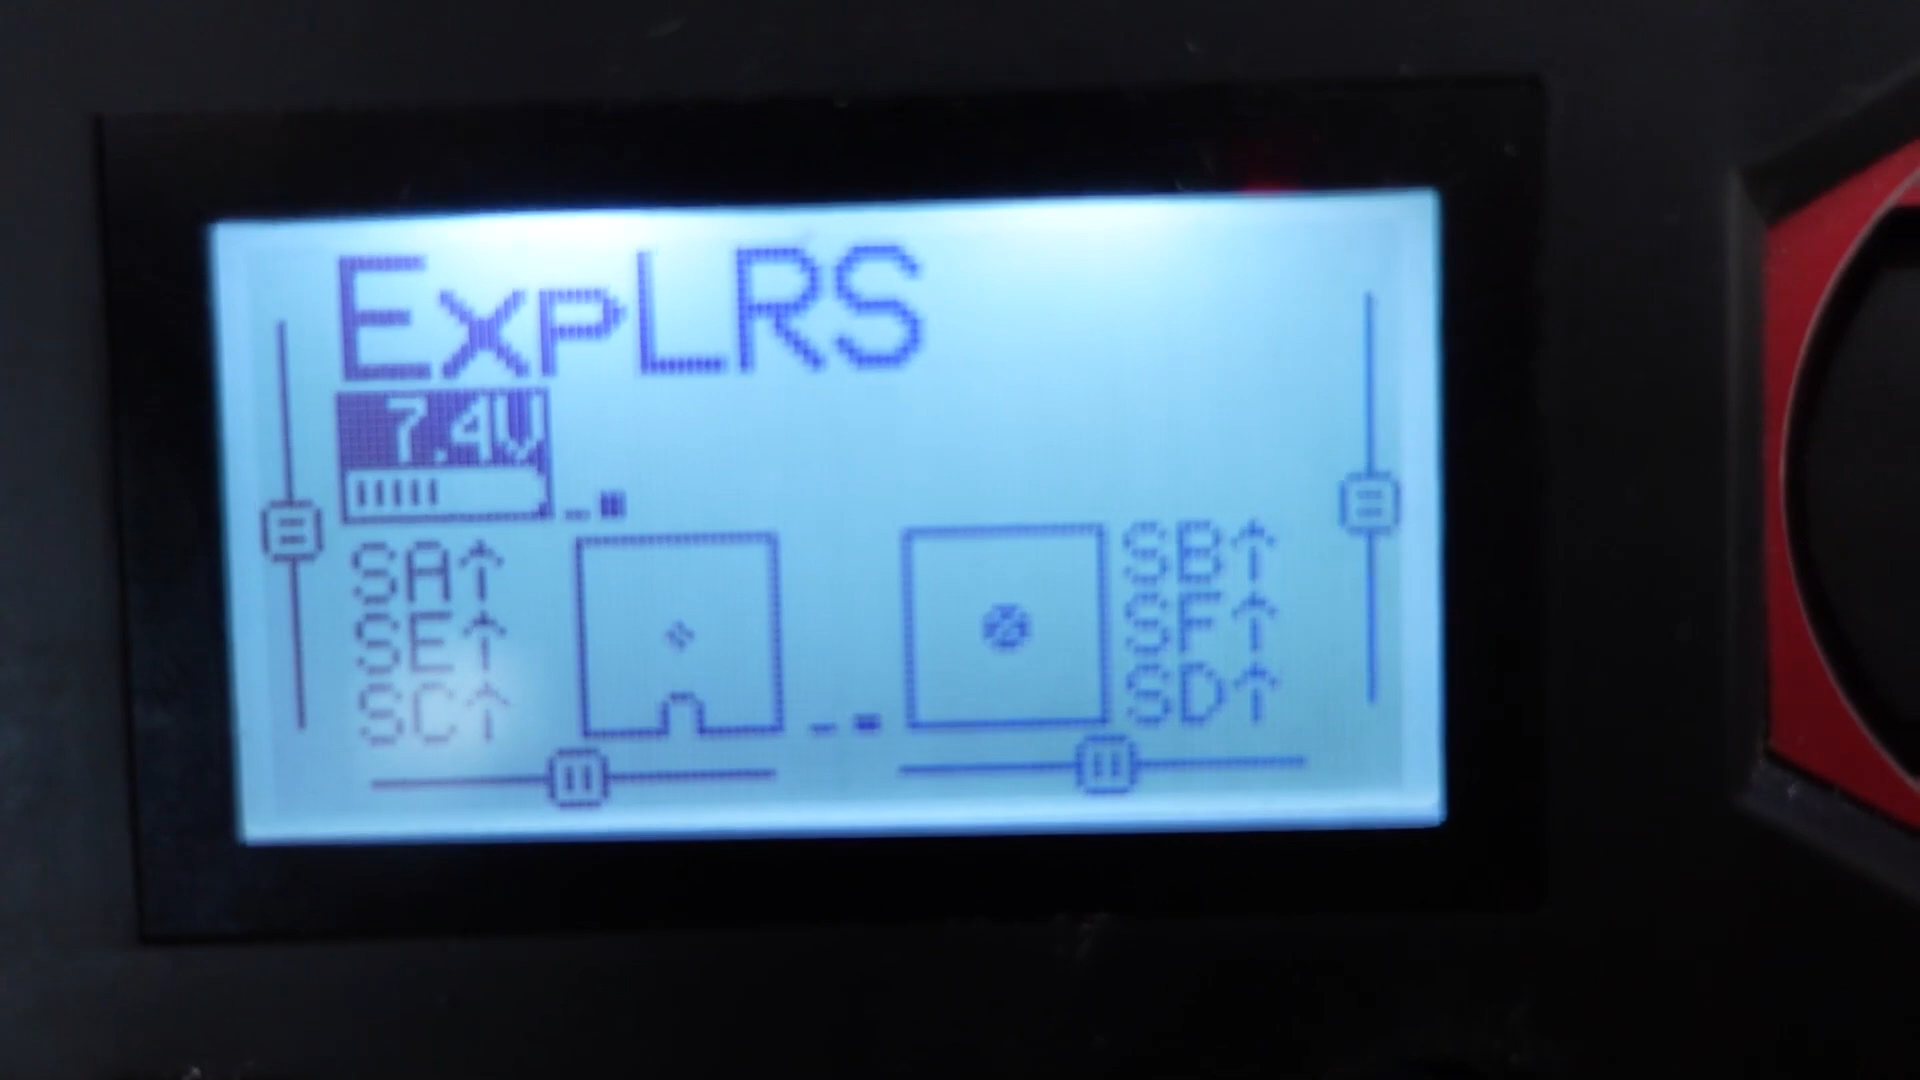 ExpLRS
7.4V
SA↑
SE↑
SC↑
SB↑
SF↑
SD↑